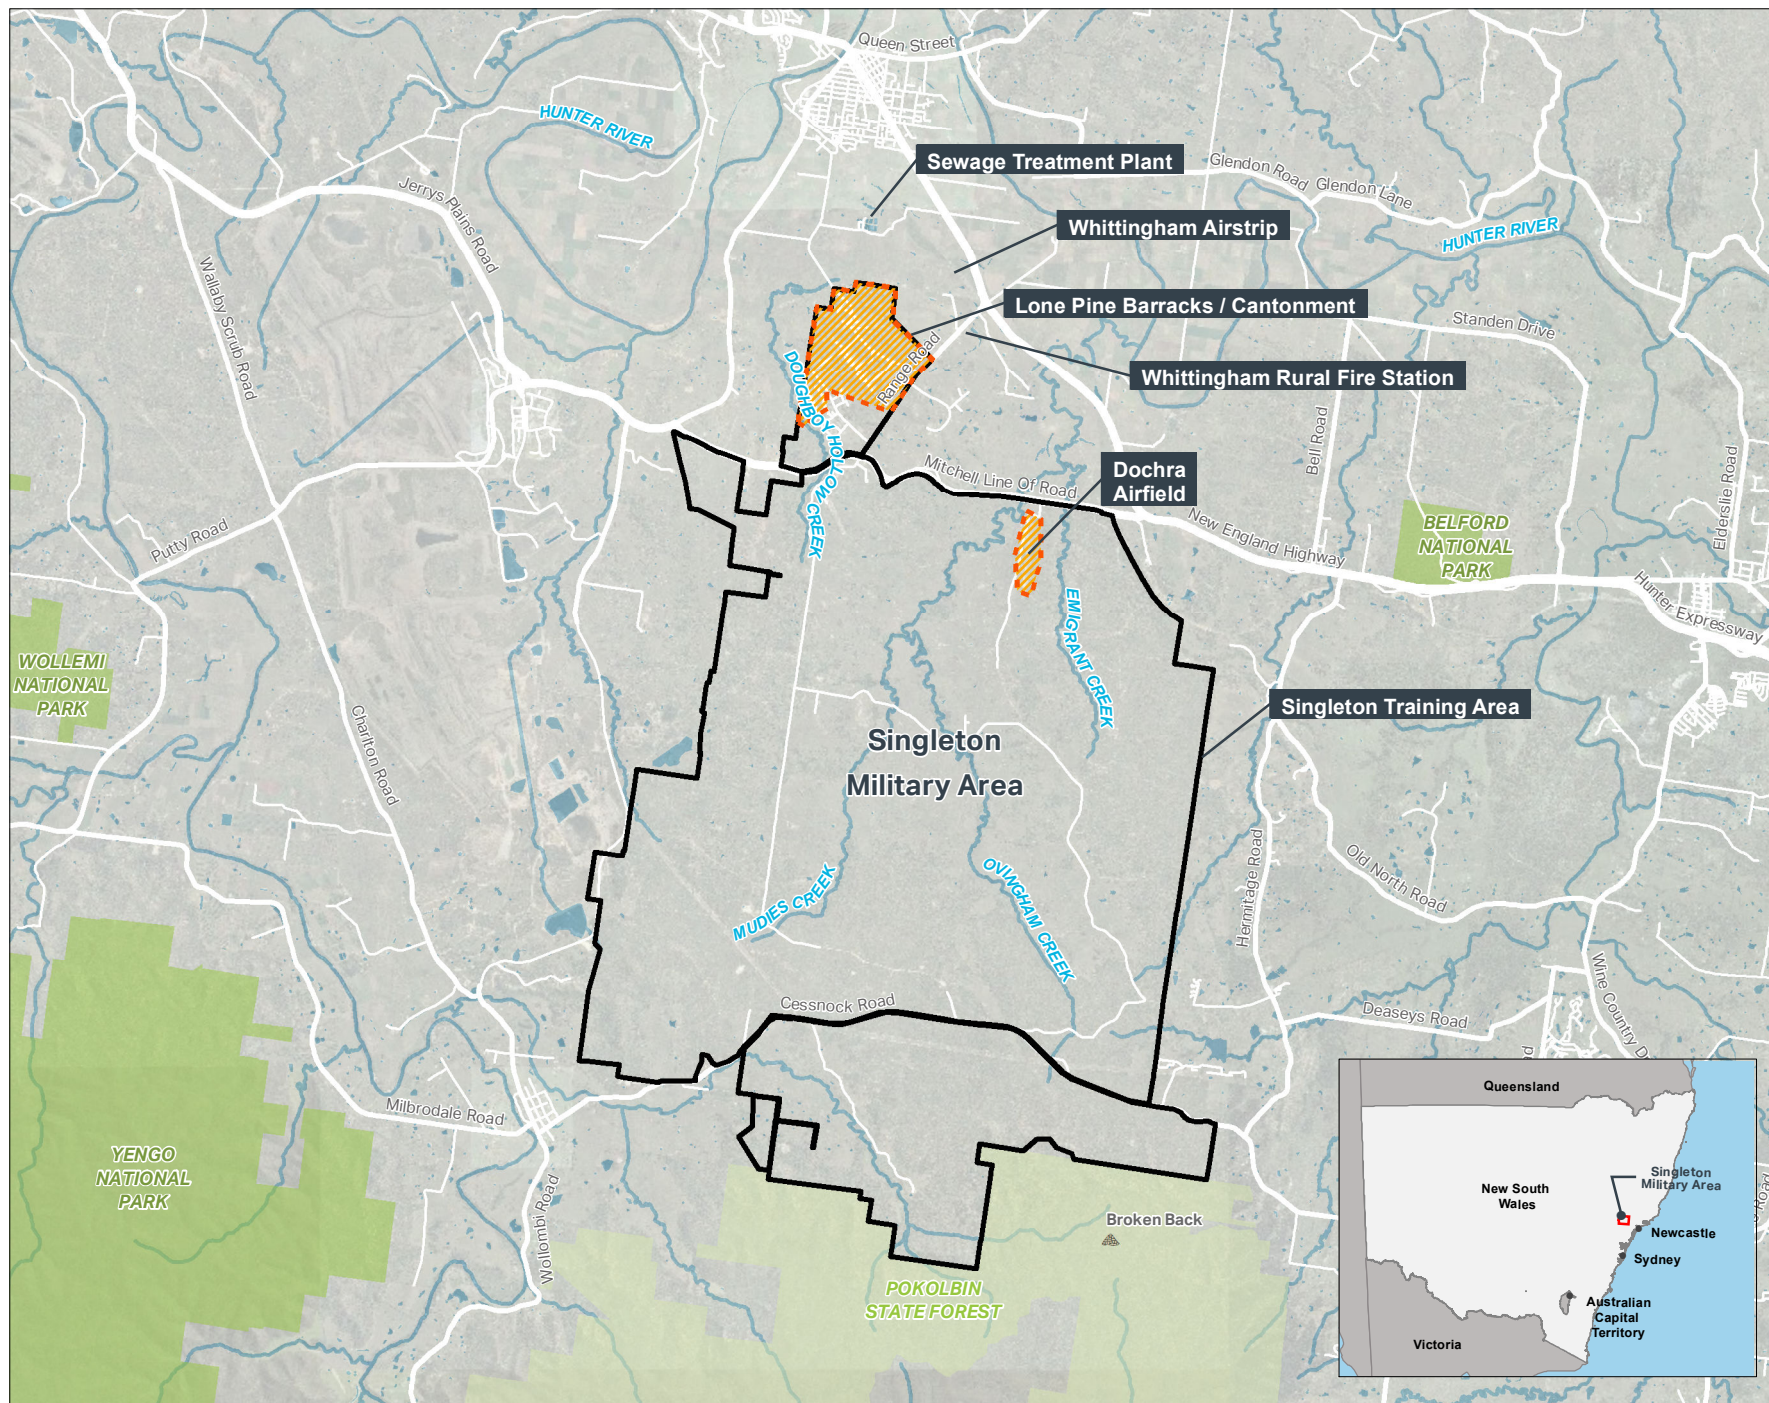 Queen Street
HUNTER RIVER
Sewage Treatment Plant
Glendon Road
Glendon Lane
Jerrys Plains Road
Whittingham Airstrip
HUNTER RIVER
Wallaby Scrub Road
Lone Pine Barracks / Cantonment
Standen Drive
Range Road
Whittingham Rural Fire Station
DOUGHBOY HOLLOW CREEK
Bell Road
Mitchell Line Of Road
Dochra
Airfield
Elderslie Road
New England Highway
BELFORD
NATIONAL
PARK
Putty Road
Hunter Expressway
EMIGRANT CREEK
WOLLEMI
NATIONAL
PARK
Charlton Road
Singleton Training Area
Singleton
Military Area
Hermitage Road
Old North Road
MUDIES CREEK
OVINGHAM CREEK
Wine Country D
Cessnock Road
Deaseys Road
Milbrodale Road
YENGO
NATIONAL
PARK
Wollombi Road
Broken Back
POKOLBIN
STATE FOREST
Queensland
New South
Wales
Singleton
Military Area
Newcastle
Sydney
Australian
Capital
Territory
Victoria
Road